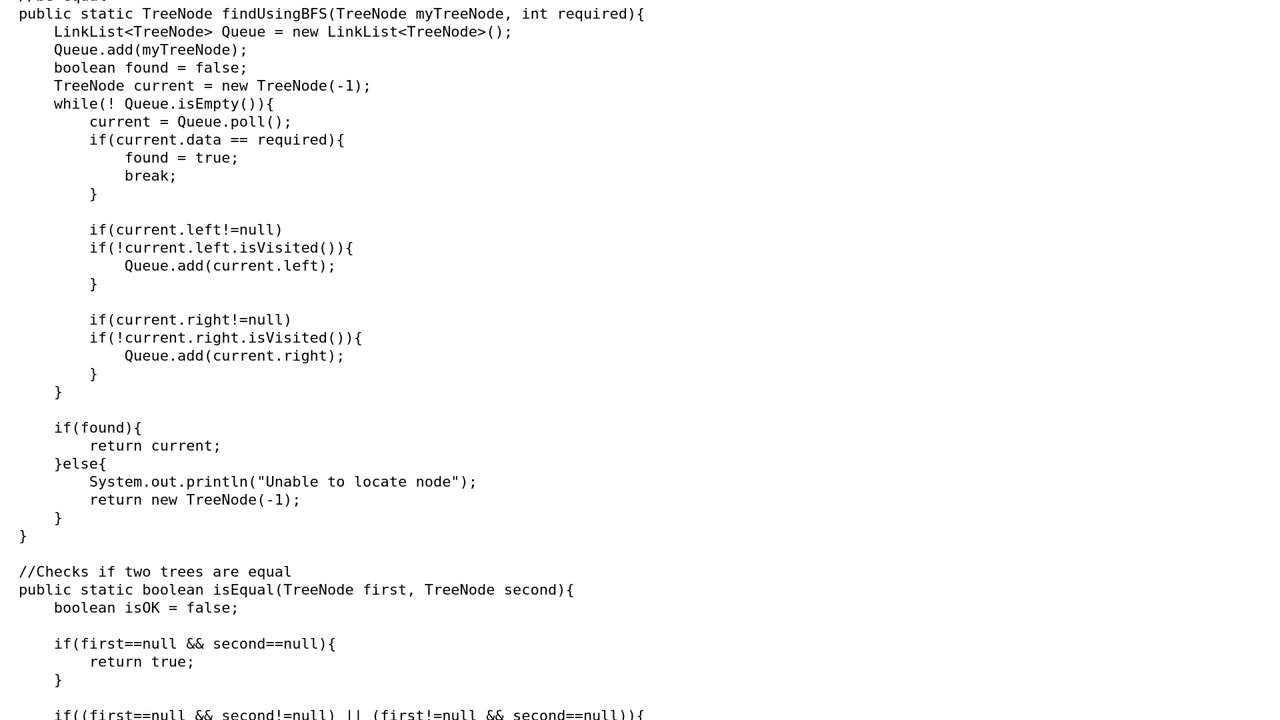 public static TreeNode findUsingBFS(TreeNode myTreeNode, int required){
    LinkList<TreeNode> Queue = new LinkList<TreeNode>();
    Queue.add(myTreeNode);
    boolean found = false;
    TreeNode current = new TreeNode(-1);
    while(! Queue.isEmpty()){
        current = Queue.poll();
        if(current.data == required){
            found = true;
            break;
        }

        if(current.left!=null)
        if(!current.left.isVisited()){
            Queue.add(current.left);
        }

        if(current.right!=null)
        if(!current.right.isVisited()){
            Queue.add(current.right);
        }
    }

    if(found){
        return current;
    }else{
        System.out.println("Unable to locate node");
        return new TreeNode(-1);
    }
}

//Checks if two trees are equal
public static boolean isEqual(TreeNode first, TreeNode second){
    boolean isOK = false;

    if(first==null && second==null){
        return true;
    }

    if((first==null && second!=null) || (first!=null && second==null)){